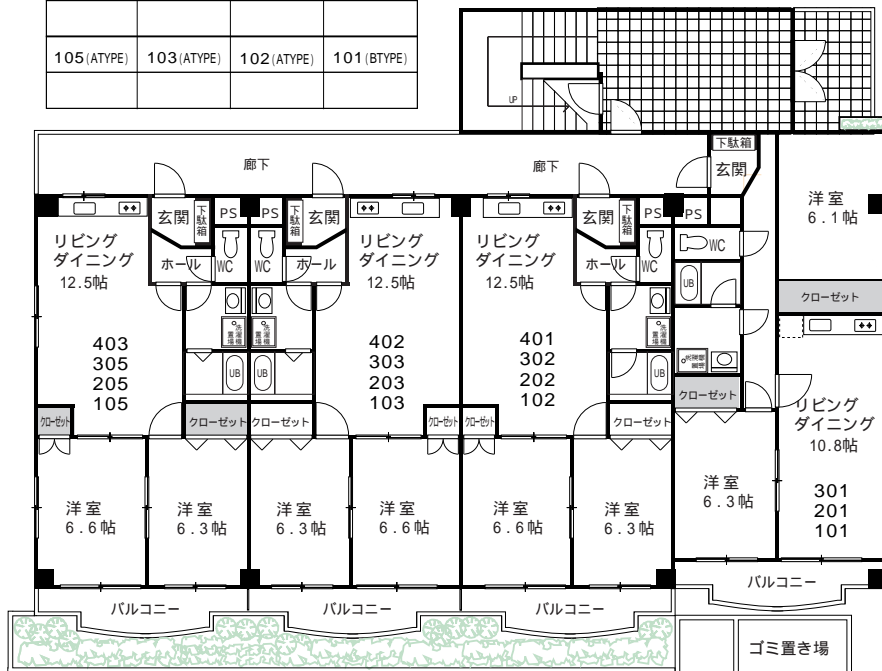 105(ATYPE) 103(ATYPE) 102(ATYPE) 101(BTYPE)
UP
下駄箱
玄関
廊下 廊下
洋室
6.1帖
玄関 下駄箱 PS PS 下駄箱 玄関 玄関 下駄箱 PS PS
リビング
ダイニング
12.5帖
ホール WC WC ホール
リビング
ダイニング
12.5帖
リビング
ダイニング
12.5帖
ホール WC
WC
UB
クローゼット
洗濯機置場 洗濯機置場 洗濯機置場 洗濯機置場
403
305
205
105
402
303
203
103
401
302
202
102
UB UB UB
クローゼット
クローゼット クローゼット クローゼット クローゼット クローゼット クローゼット
リビング
ダイニング
10.8帖
301
201
101
洋室
6.6帖
洋室
6.3帖
洋室
6.3帖
洋室
6.6帖
洋室
6.6帖
洋室
6.3帖
洋室
6.3帖
バルコニー バルコニー バルコニー バルコニー
ゴミ置き場